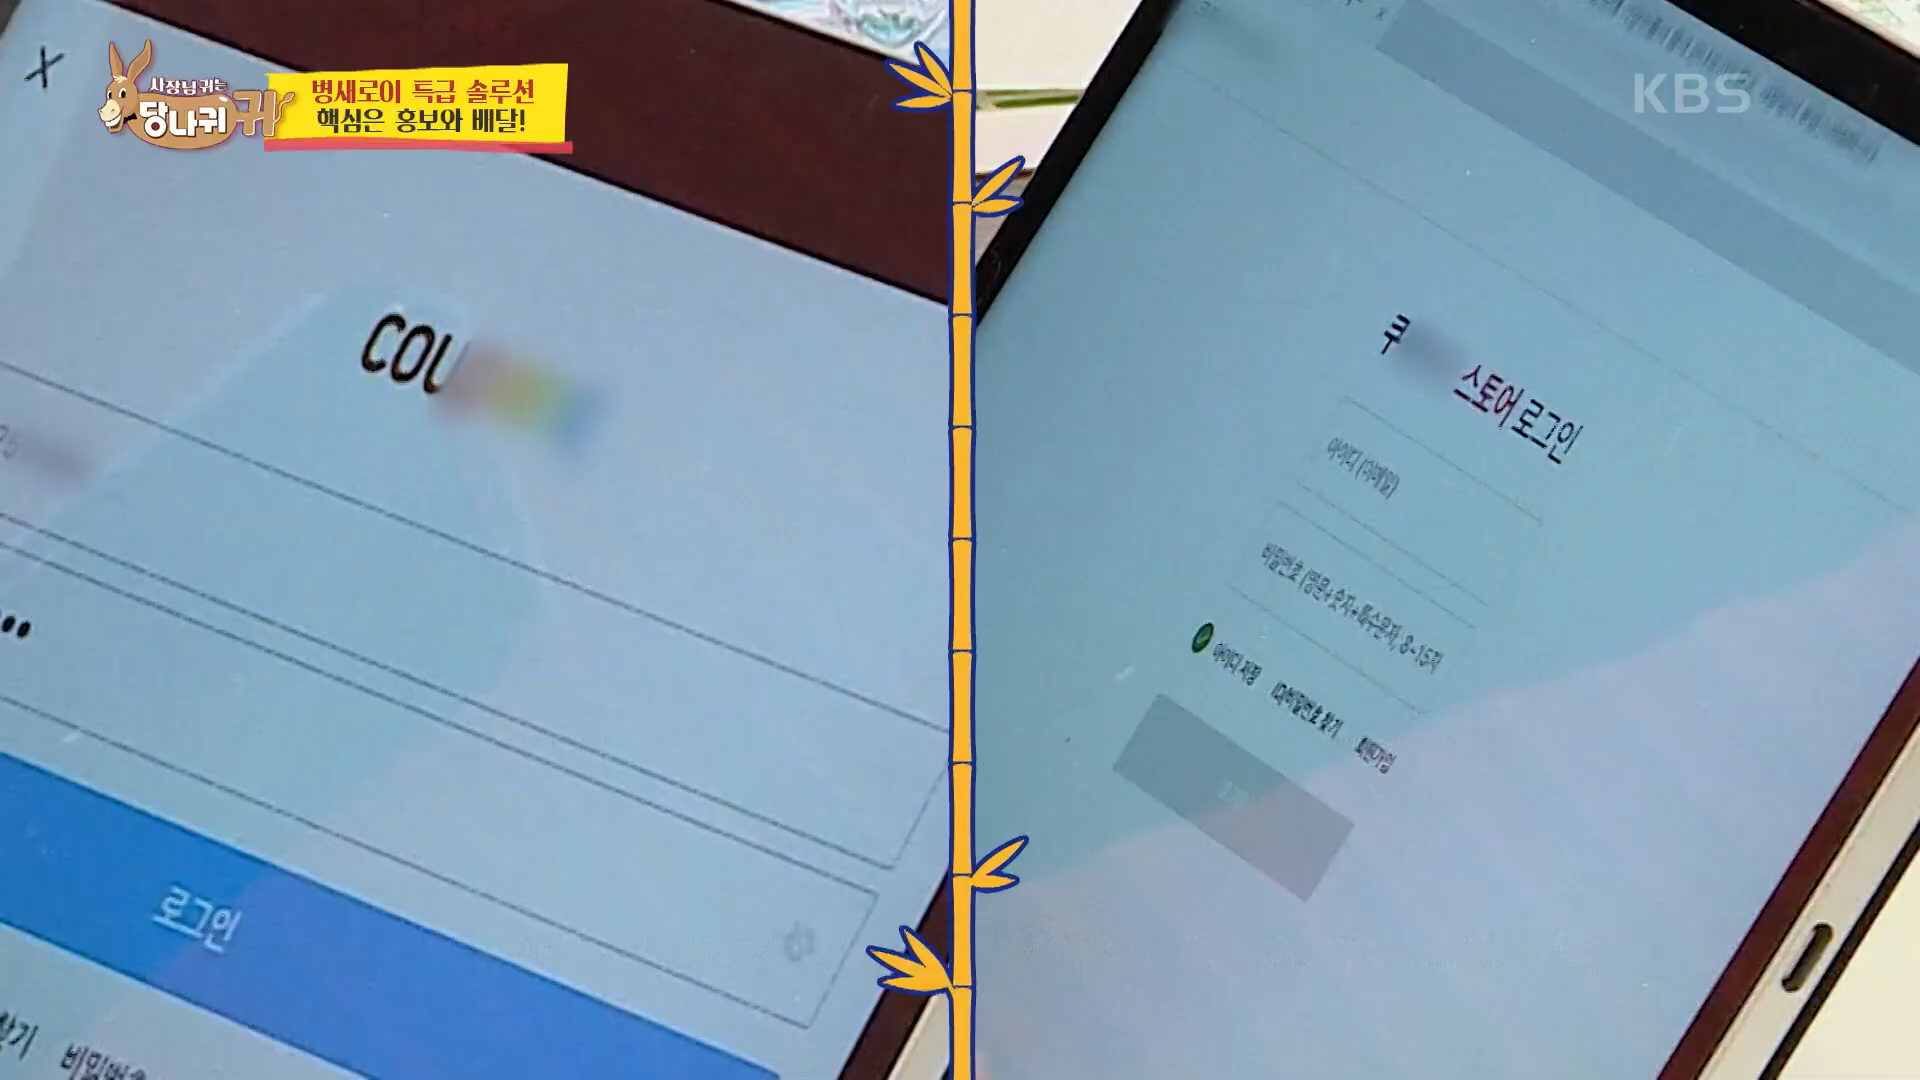 사장님 귀는
당나귀 귀
병새로이 특급 솔루션
핵심은 홍보와 배달!
KBS
X
COU
로그인
찾기
쿠
스토어 로그인
아이디 (이메일)
비밀번호 (영문+숫자+특수문자, 8~15자
아이디 저장
ID/비밀번호 찾기
회원가입